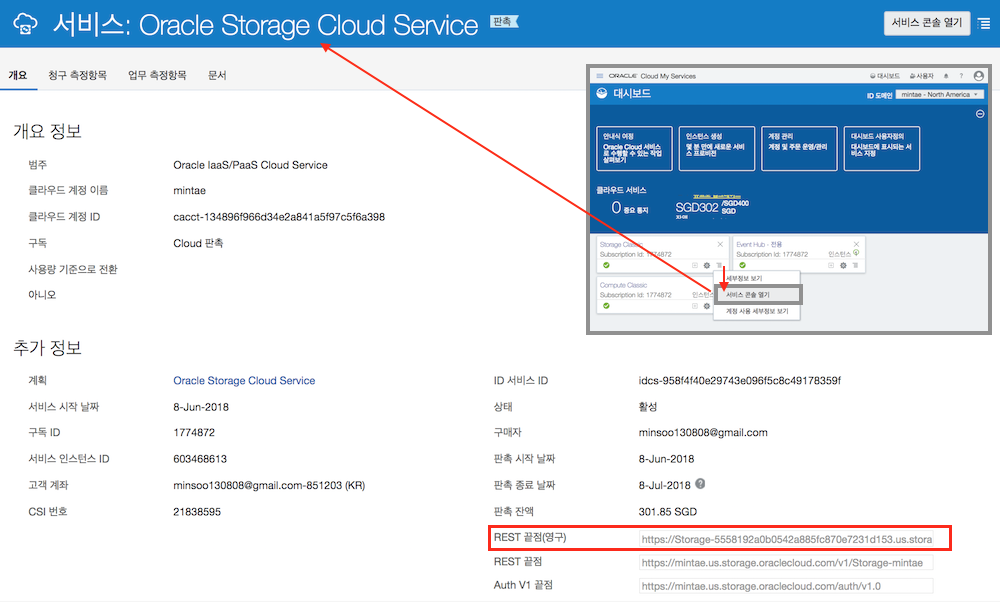 서비스: Oracle Storage Cloud Service 판촉
서비스 콘솔 열기
개요 청구 측정항목 업무 측정항목 문서
개요 정보
범주 Oracle IaaS/PaaS Cloud Service
클라우드 계정 이름 mintae
클라우드 계정 ID cacct-134896f966d34e2a841a5f97c5f6a398
구독 Cloud 판촉
사용량 기준으로 전환
아니오
ORACLE Cloud My Services
대시보드 사용자 ?
대시보드
ID 도메인 mintae - North America
안내식 여정
Oracle Cloud 서비스
로 수행할 수 있는 작업
살펴보기
인스턴스 생성
몇 분 만에 새로운 서비
스 프로비전
계정 관리
계정 및 주문 운영/관리
대시보드 사용자정의
대시보드에 표시되는 서
비스 지정
클라우드 서비스
0 중요 통지
SGD302 /SGD400
SGD
Storage Classic
Subscription Id: 1774872
Event Hub - 전용
Subscription Id: 1774872 인스턴스
Compute Classic
Subscription Id: 1774872 인스턴스
세부정보 보기
서비스 콘솔 열기
계정 사용 세부정보 보기
추가 정보
계획 Oracle Storage Cloud Service
서비스 시작 날짜 8-Jun-2018
구독 ID 1774872
서비스 인스턴스 ID 603468613
고객 계좌 minsoo130808@gmail.com-851203 (KR)
CSI 번호 21838595
ID 서비스 ID idcs-958f4f40e29743e096f5c8c49178359f
상태 활성
구매자 minsoo130808@gmail.com
판촉 시작 날짜 8-Jun-2018
판촉 종료 날짜 8-Jul-2018 ?
판촉 잔액 301.85 SGD
REST 끝점(영구) https://Storage-5558192a0b0542a885fc870e7231d153.us.stora
REST 끝점 https://mintae.us.storage.oraclecloud.com/v1/Storage-mintae
Auth V1 끝점 https://mintae.us.storage.oraclecloud.com/auth/v1.0